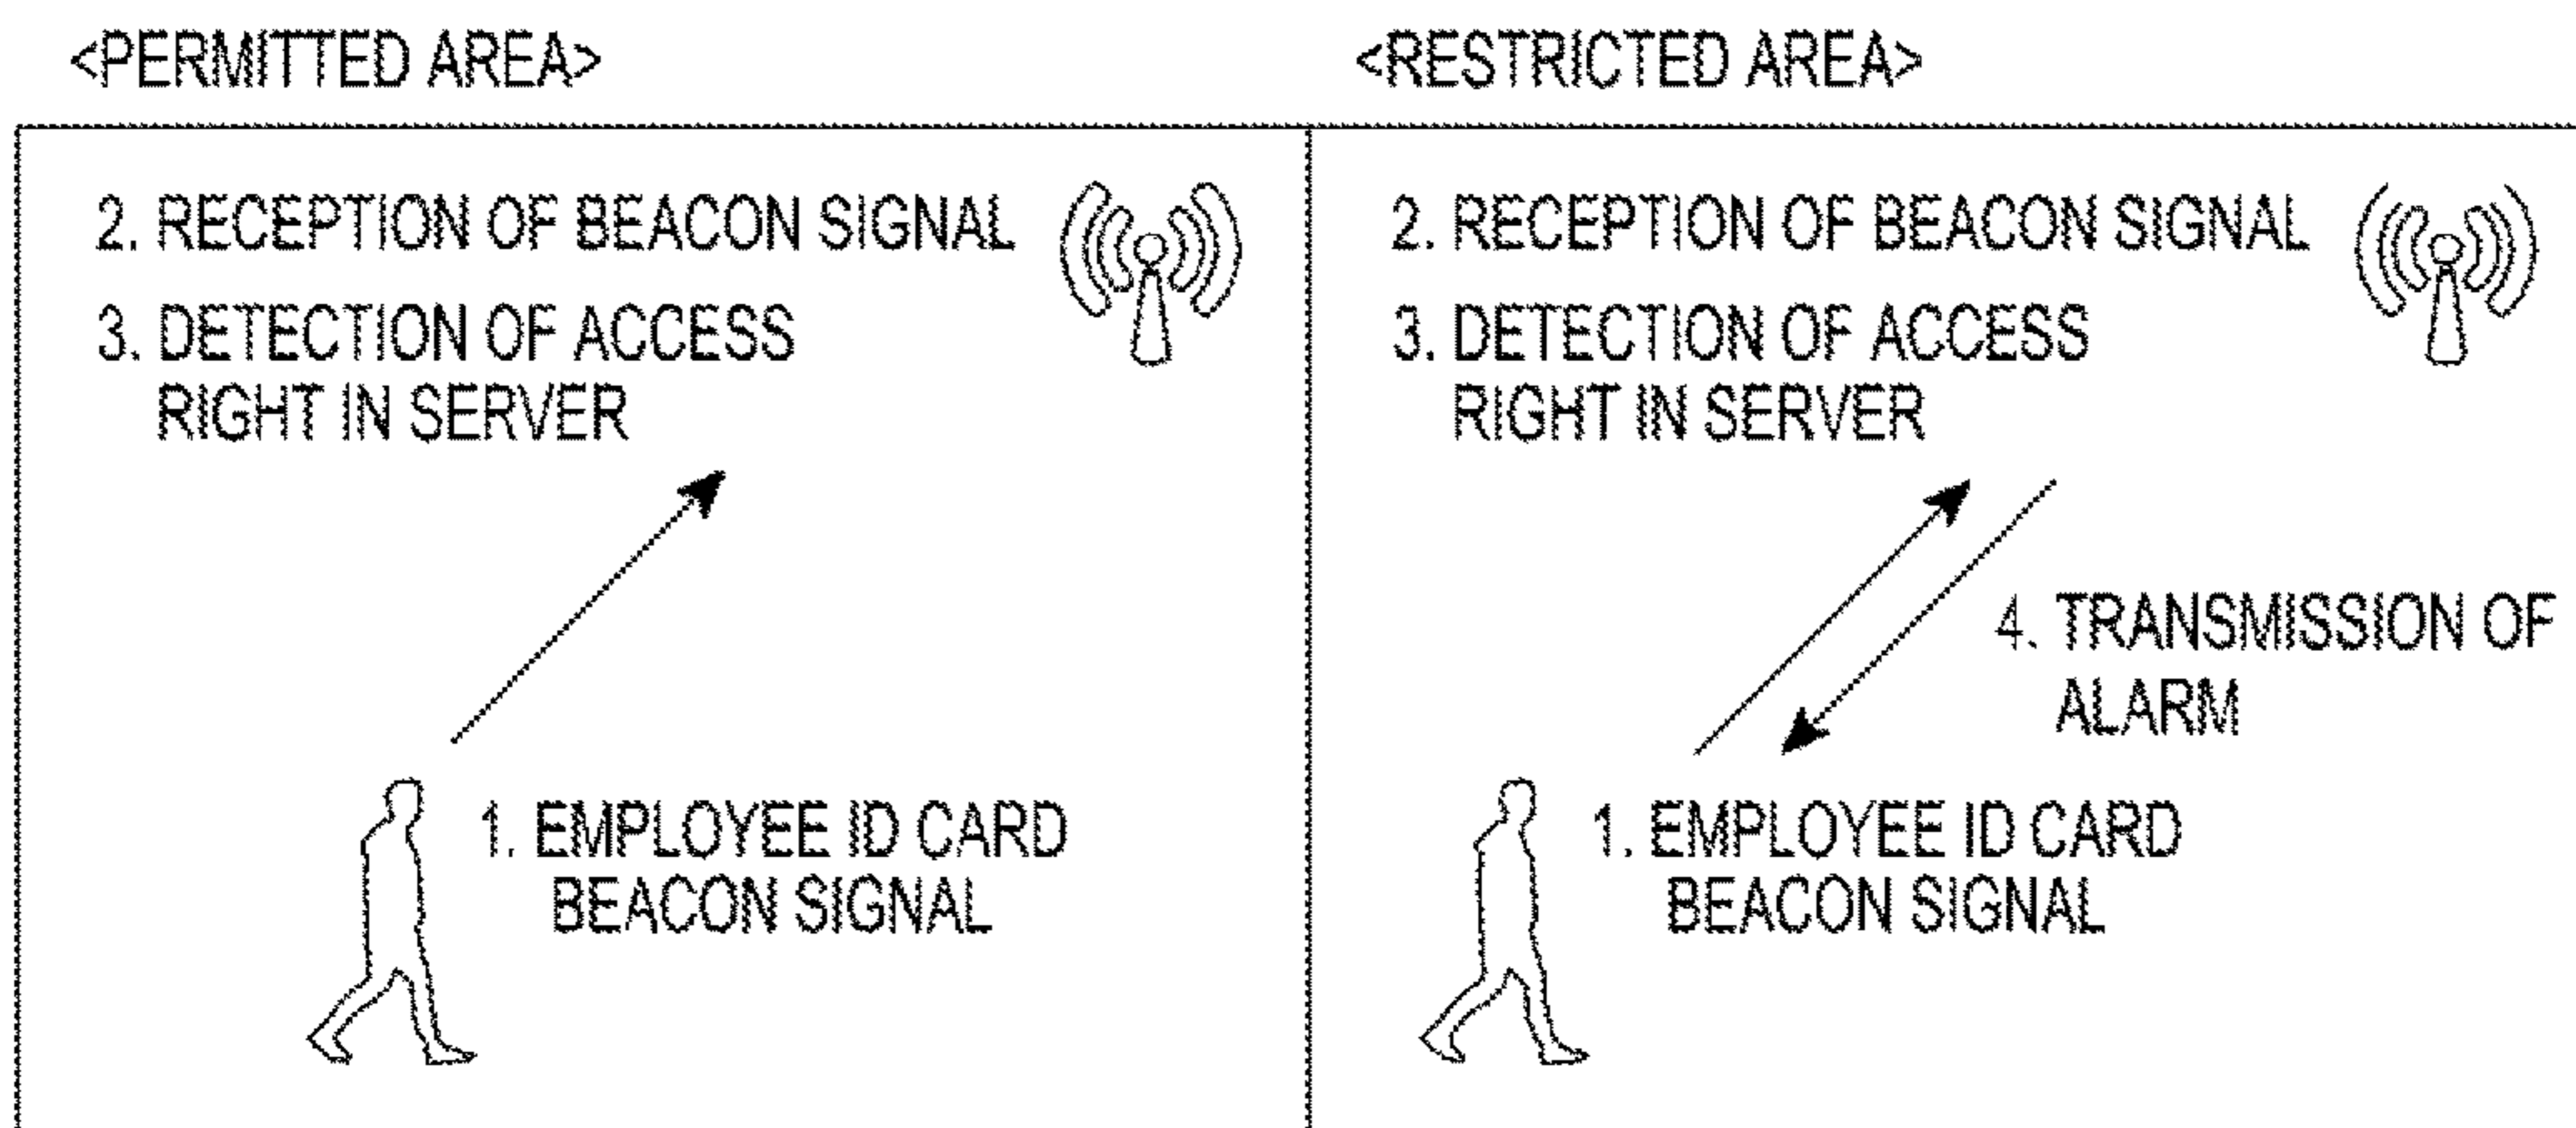 <PERMITTED AREA>
2. RECEPTION OF BEACON SIGNAL
3. DETECTION OF ACCESS
RIGHT IN SERVER
1. EMPLOYEE ID CARD
BEACON SIGNAL
<RESTRICTED AREA>
2. RECEPTION OF BEACON SIGNAL
3. DETECTION OF ACCESS
RIGHT IN SERVER
4. TRANSMISSION OF
ALARM
1. EMPLOYEE ID CARD
BEACON SIGNAL